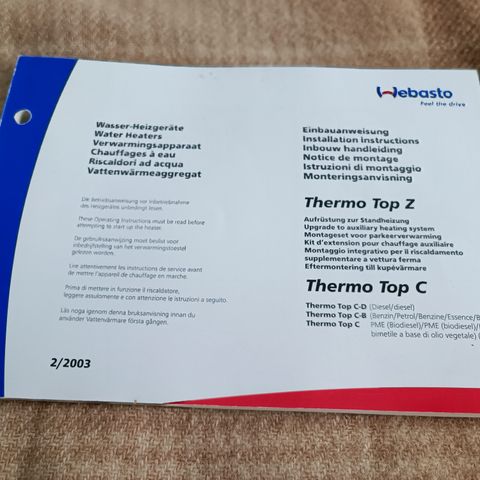 Webasto
Feel the drive
Wasser-Heizgeräte
Water Heaters
Verwarmingsapparaat
Chauffages à eau
Riscaldori ad acqua
Vattenwärmeaggregat
Die Betriebsanweisung vor Inbetriebnahme
des Heizgerätes unbedingt lesen.
These Operating Instructions must be read before
attempting to start up the heater.
De gebruiksaanwijzing moet beslist voor
inbedrijfstelling van het verwarmingstoestel
gelezen worden.
Lire attentivement les instructions de service avant
de mettre l'appareil de chauffage en marche.
Prima di mettere in funzione il riscaldatore,
leggere assolumente e con attenzione le istruzioni a seguito.
Läs noga igenom denna bruksanvisning innan du
använder Vattenvärmare första gången.
2/2003
Einbauanweisung
Installation instructions
Inbouw handleiding
Notice de montage
Istruzioni di montaggio
Monteringsanvisning
Thermo Top Z
Aufrüstung zur Standheizung
Upgrade to auxiliary heating system
Montageset voor parkeerverwarming
Kit d'extension pour chauffage auxiliaire
Montaggio integrativo per il riscaldamento
supplementare a vettura ferma
Eftermontering till kupévärmare
Thermo Top C
Thermo Top C-D (Diesel/diesel)
Thermo Top C-B (Benzin/Petrol/Benzine/Essence/B
Thermo Top C PME (Biodiesel)/PME (biodiesel)/
bimetile a base di olio vegetale) (